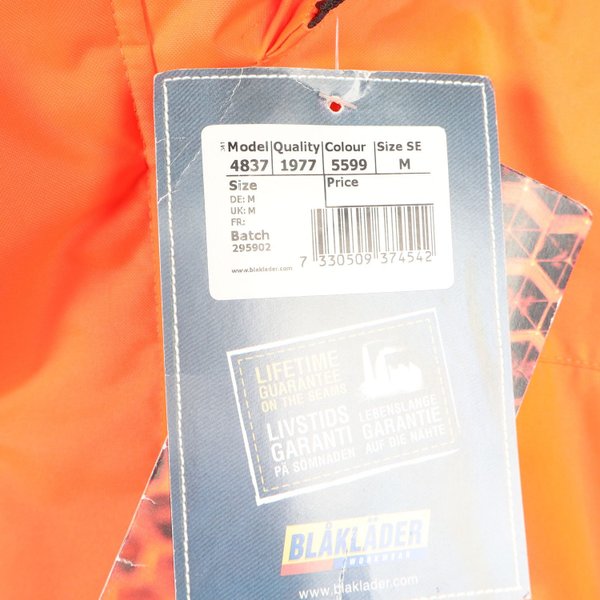 Model Quality Colour Size SE
4837 1977 5599 M
Size Price
DE: M
UK: M
FR:
Batch
295902
7 330509 374542
www.blaklader.com
LIFETIME
GUARANTEE
ON THE SEAMS
LIVSTIDS
GARANTI
PÅ SÖMNADEN
LEBENSLANGE
GARANTIE
AUF DIE NÄHTE
BLÅKLÄDER
WORKWEAR
www.blaklader.com